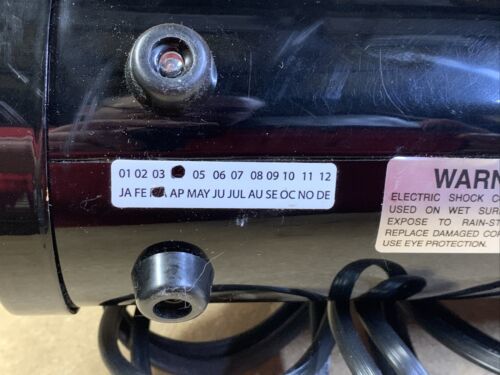 01 02 03 05 06 07 08 09 10 11 12
JA FE AP MAY JU JUL AU SE OC NO DE
WARN
ELECTRIC SHOCK CO
USED ON WET SUR
EXPOSE TO RAIN-ST
REPLACE DAMAGED COR
USE EYE PROTECTION.